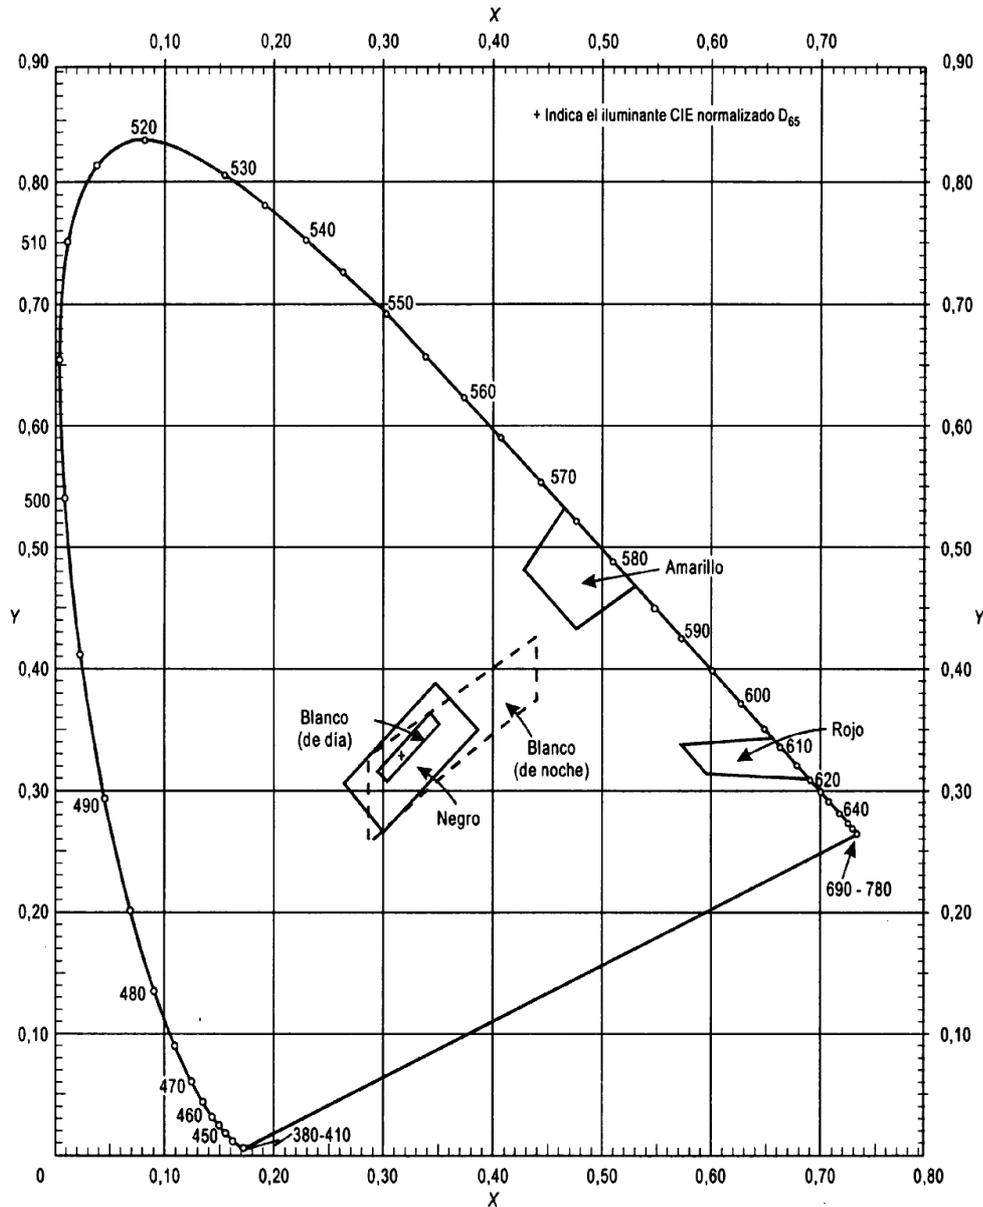 X
0,10 0,20 0,30 0,40 0,50 0,60 0,70
0,90 0,90
+ Indica el iluminante CIE normalizado D65
520
530
0,80 0,80
540
510
0,70 550 0,70
560
0,60 0,60
570
500
0,50 580 0,50
Amarillo
Y 590 Y
0,40 0,40
600
Blanco
(de día)
Rojo
610
Blanco
(de noche)
0,30 620 0,30
490 Negro 640
690 - 780
0,20 0,20
480
0,10 0,10
470
460
450 380-410
0 0,10 0,20 0,30 0,40 0,50 0,60 0,70 0,80
X